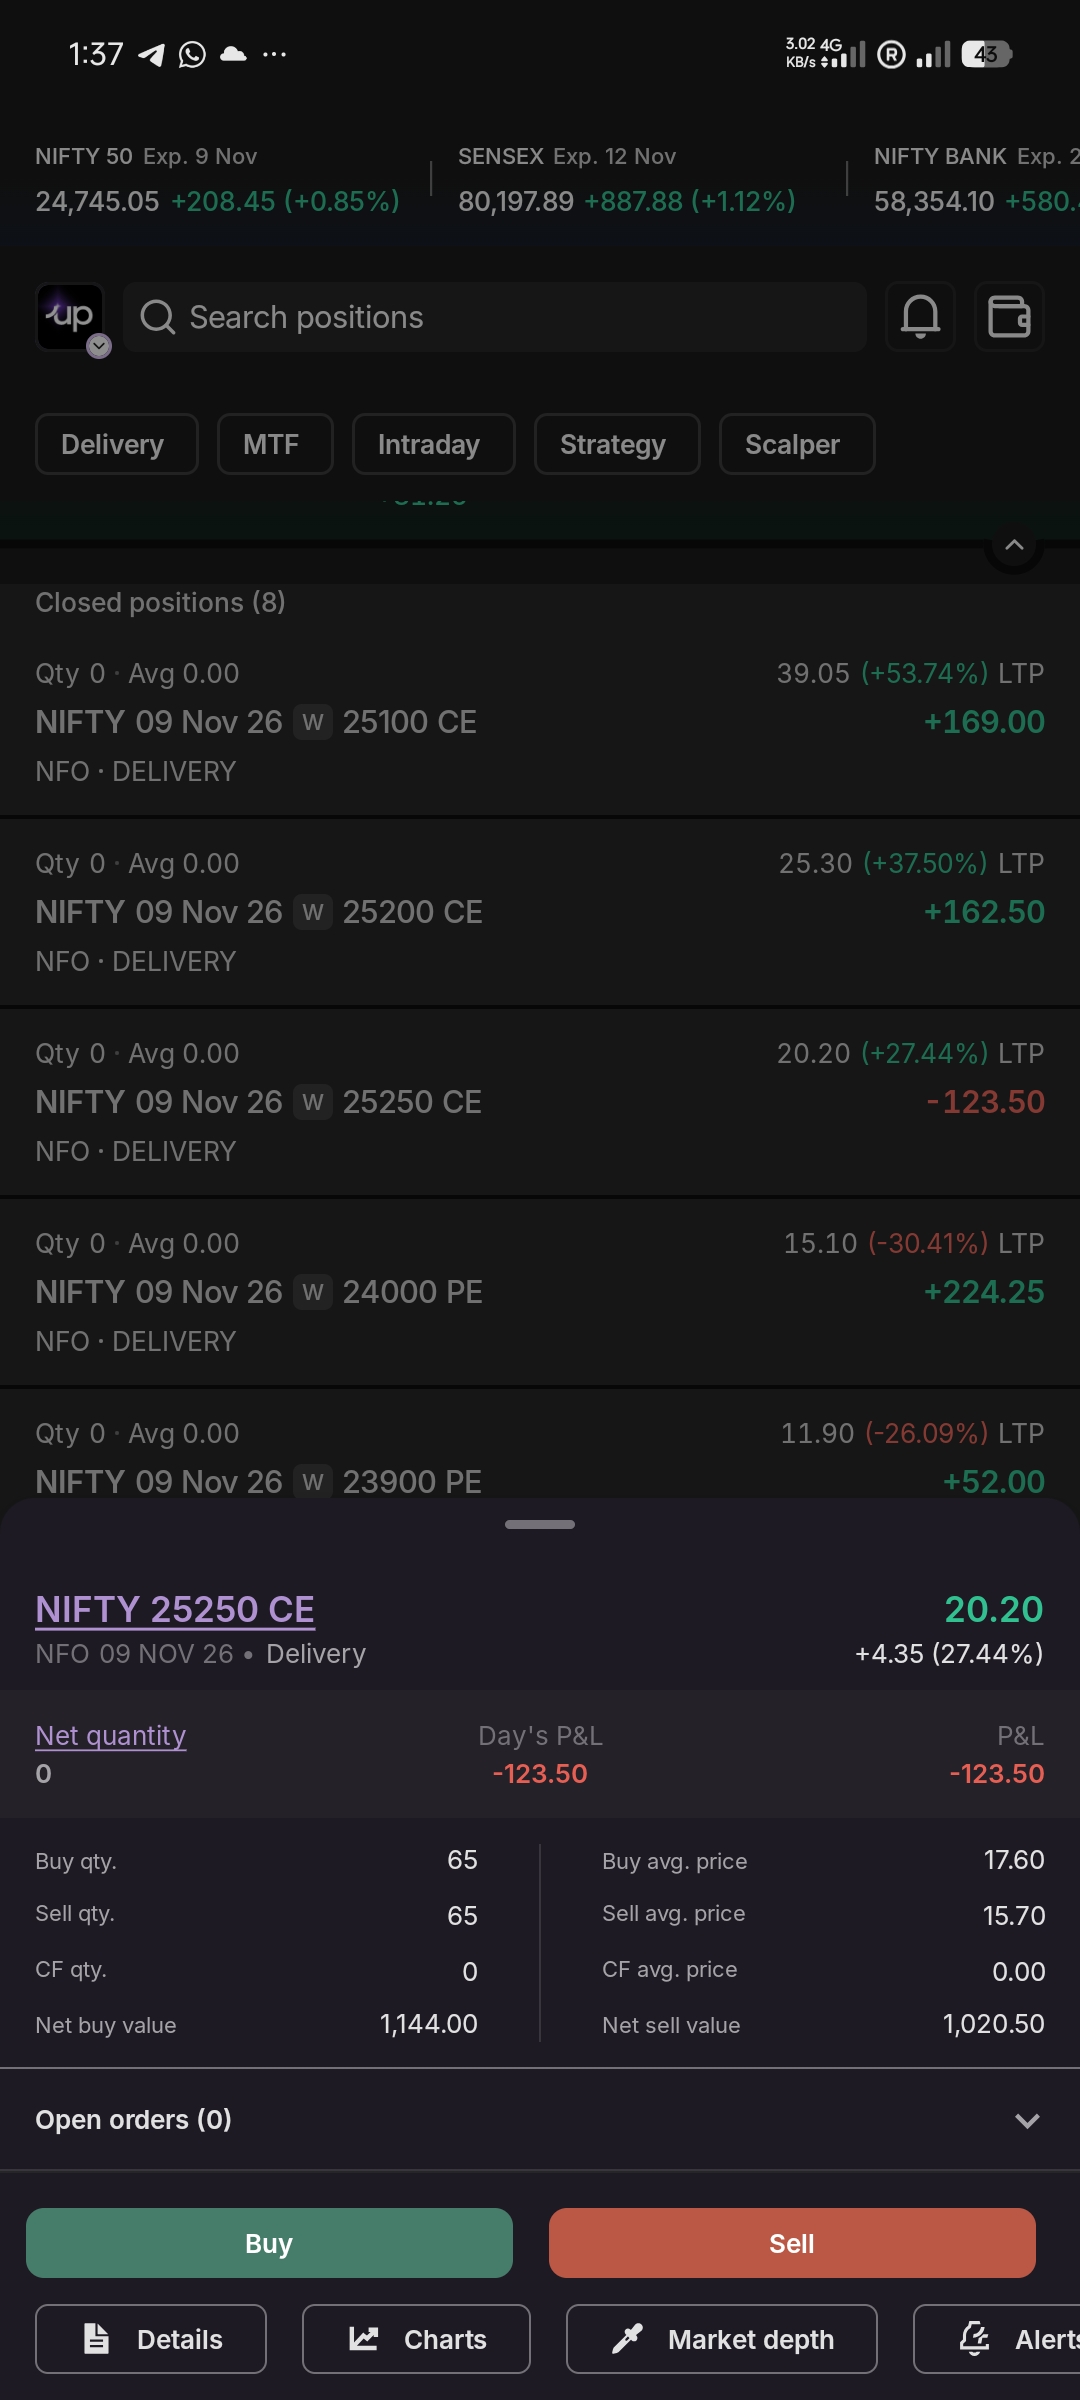 1:37 ... 3.02 KB/s 4G R 43
NIFTY 50 Exp. 9 Nov SENSEX Exp. 12 Nov NIFTY BANK Exp. 2
24,745.05 +208.45 (+0.85%) 80,197.89 +887.88 (+1.12%) 58,354.10 +580.
up Search positions
Delivery MTF Intraday Strategy Scalper
Closed positions (8)
Qty 0 · Avg 0.00 39.05 (+53.74%) LTP
NIFTY 09 Nov 26 W 25100 CE +169.00
NFO · DELIVERY
Qty 0 · Avg 0.00 25.30 (+37.50%) LTP
NIFTY 09 Nov 26 W 25200 CE +162.50
NFO · DELIVERY
Qty 0 · Avg 0.00 20.20 (+27.44%) LTP
NIFTY 09 Nov 26 W 25250 CE -123.50
NFO · DELIVERY
Qty 0 · Avg 0.00 15.10 (-30.41%) LTP
NIFTY 09 Nov 26 W 24000 PE +224.25
NFO · DELIVERY
Qty 0 · Avg 0.00 11.90 (-26.09%) LTP
NIFTY 09 Nov 26 W 23900 PE +52.00
NIFTY 25250 CE 20.20
NFO 09 NOV 26 • Delivery +4.35 (27.44%)
Net quantity Day's P&L P&L
0 -123.50 -123.50
Buy qty. 65 Buy avg. price 17.60
Sell qty. 65 Sell avg. price 15.70
CF qty. 0 CF avg. price 0.00
Net buy value 1,144.00 Net sell value 1,020.50
Open orders (0)
Buy Sell
Details Charts Market depth Alerts